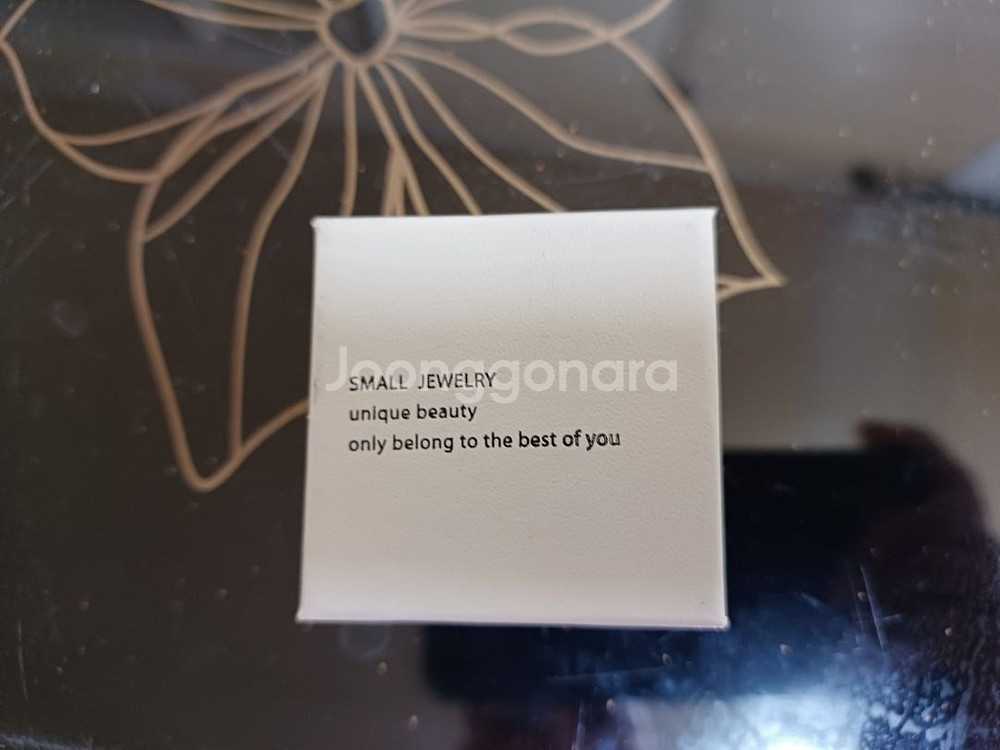 Joonggonara
SMALL JEWELRY
unique beauty
only belong to the best of you